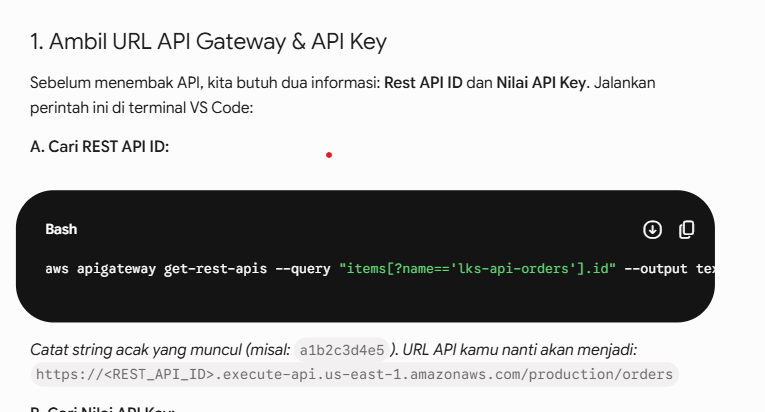 1. Ambil URL API Gateway & API Key
Sebelum menembak API, kita butuh dua informasi: Rest API ID dan Nilai API Key. Jalankan
perintah ini di terminal VS Code:
A. Cari REST API ID:
Bash
aws apigateway get-rest-apis --query "items[?name=='lks-api-orders'].id" --output tex
Catat string acak yang muncul (misal: a1b2c3d4e5 ). URL API kamu nanti akan menjadi:
https://<REST_API_ID>.execute-api.us-east-1.amazonaws.com/production/orders
B. Cari Nilai API Key: